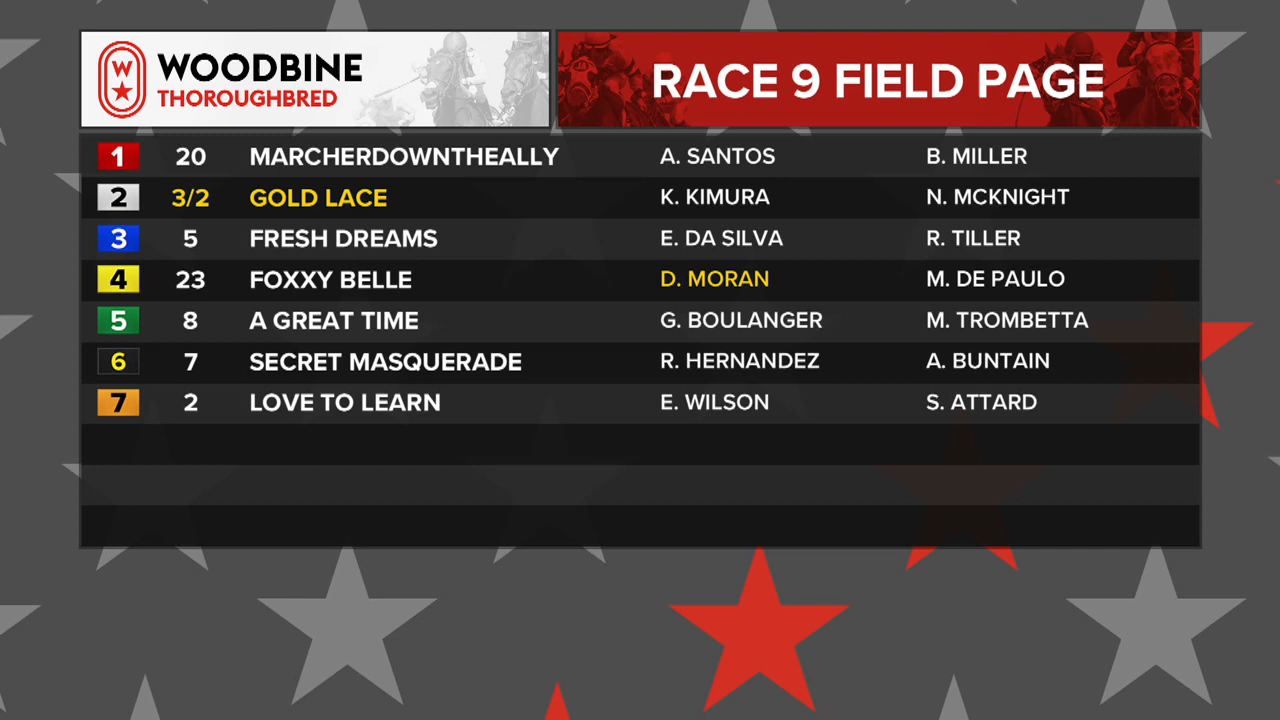 W
WOODBINE
THOROUGHBRED
RACE 9 FIELD PAGE
1 20 MARCHERDOWNTHEALLY A. SANTOS B. MILLER
2 3/2 GOLD LACE K. KIMURA N. MCKNIGHT
3 5 FRESH DREAMS E. DA SILVA R. TILLER
4 23 FOXXY BELLE D. MORAN M. DE PAULO
5 8 A GREAT TIME G. BOULANGER M. TROMBETTA
6 7 SECRET MASQUERADE R. HERNANDEZ A. BUNTAIN
7 2 LOVE TO LEARN E. WILSON S. ATTARD